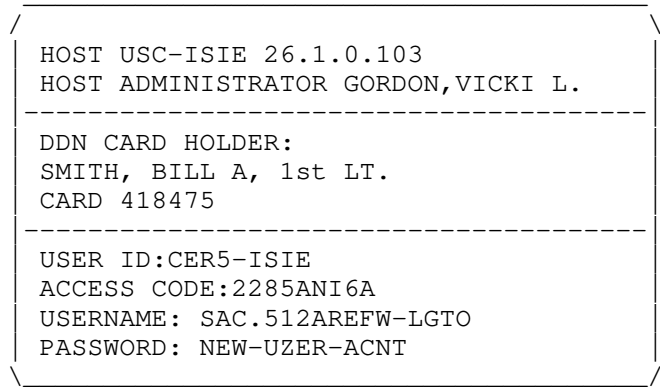 HOST USC-ISIE 26.1.0.103
HOST ADMINISTRATOR GORDON,VICKI L.
DDN CARD HOLDER:
SMITH, BILL A, 1st LT.
CARD 418475
USER ID:CER5-ISIE
ACCESS CODE:2285ANI6A
USERNAME: SAC.512AREFW-LGTO
PASSWORD: NEW-UZER-ACNT